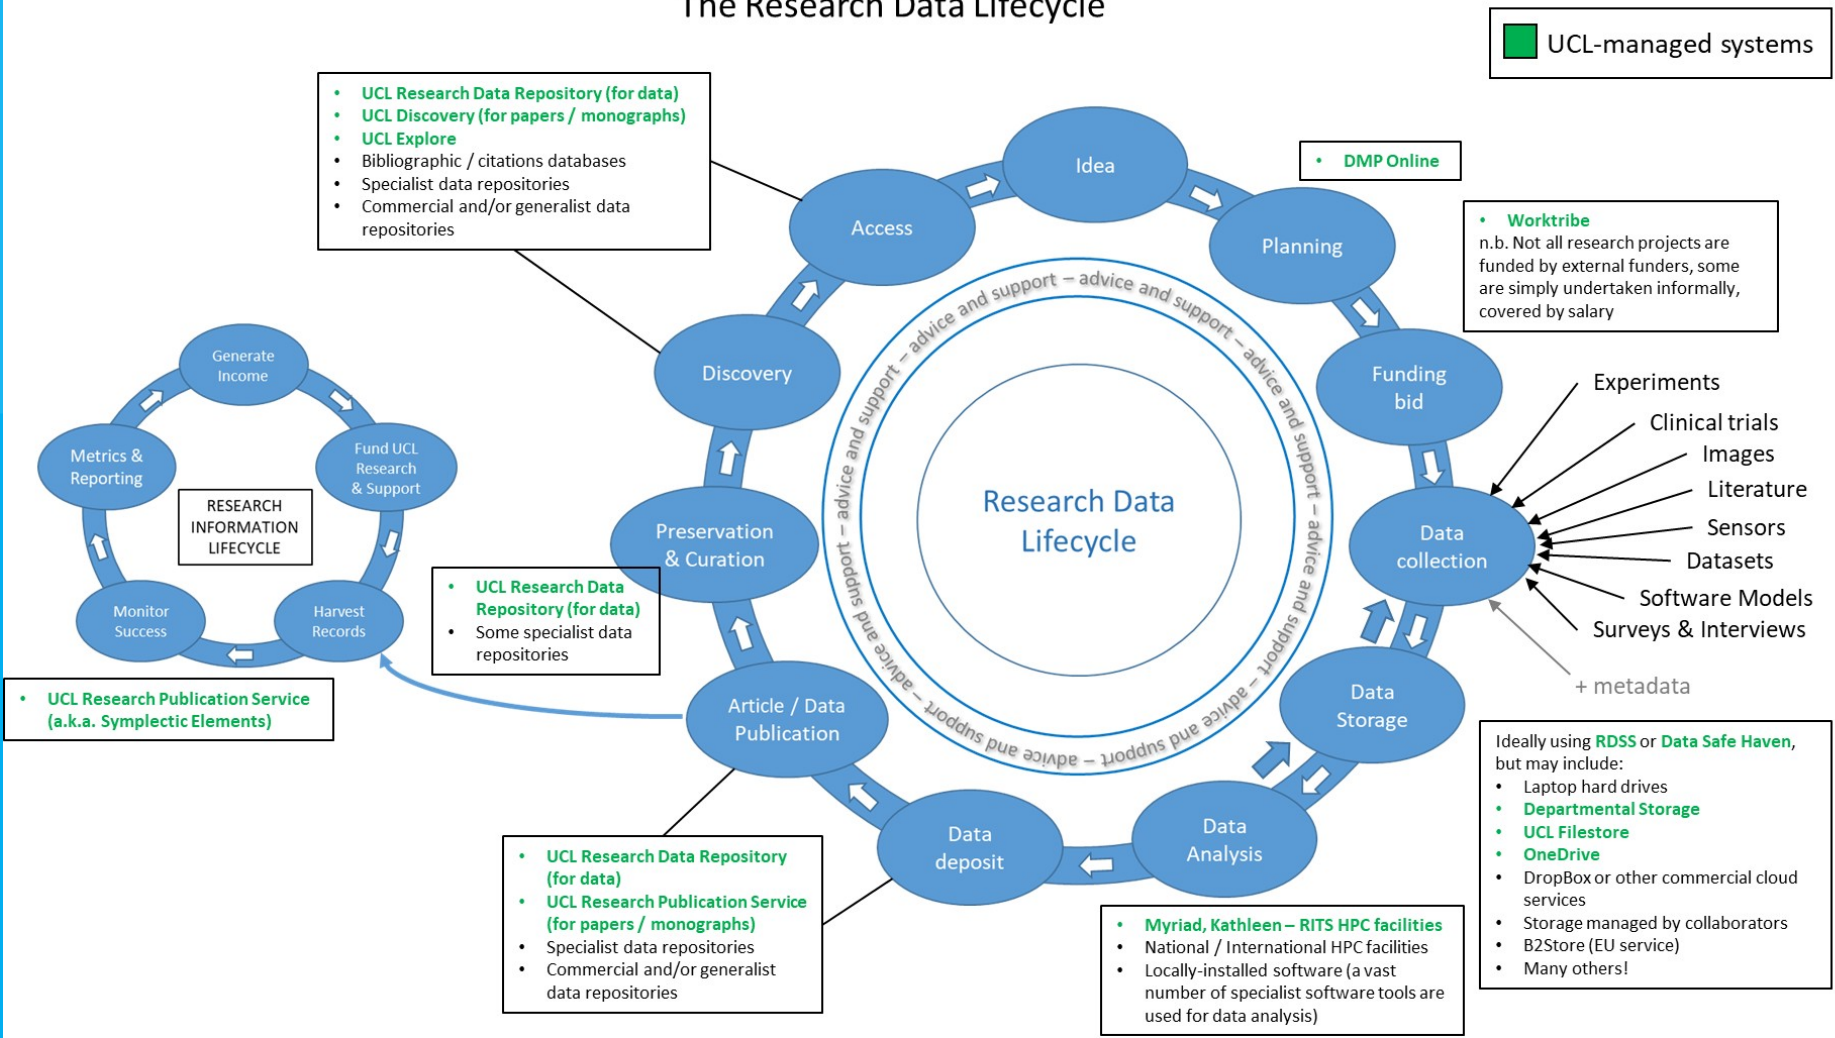 The Research Data Lifecycle
UCL-managed systems
• UCL Research Data Repository (for data)
• UCL Discovery (for papers / monographs)
• UCL Explore
• Bibliographic / citations databases
• Specialist data repositories
• Commercial and/or generalist data
repositories
Idea
• DMP Online
Access
Planning
• Worktribe
n.b. Not all research projects are
funded by external funders, some
are simply undertaken informally,
covered by salary
Discovery
Funding
bid
Experiments
Clinical trials
Images
Literature
Sensors
Datasets
Software Models
Surveys & Interviews
+ metadata
Data
collection
advice and support – advice and support – advice and support – advice and support – advice and support – advice and support – advice and support – advice and support – advice and support –
Research Data
Lifecycle
Generate
Income
Fund UCL
Research
& Support
Metrics &
Reporting
RESEARCH
INFORMATION
LIFECYCLE
Harvest
Records
Monitor
Success
Preservation
& Curation
• UCL Research Data
Repository (for data)
• Some specialist data
repositories
• UCL Research Publication Service
(a.k.a. Symplectic Elements)
Article / Data
Publication
Data
Storage
Ideally using RDSS or Data Safe Haven,
but may include:
• Laptop hard drives
• Departmental Storage
• UCL Filestore
• OneDrive
• DropBox or other commercial cloud
services
• Storage managed by collaborators
• B2Store (EU service)
• Many others!
Data
deposit
Data
Analysis
• UCL Research Data Repository
(for data)
• UCL Research Publication Service
(for papers / monographs)
• Specialist data repositories
• Commercial and/or generalist
data repositories
• Myriad, Kathleen – RITS HPC facilities
• National / International HPC facilities
• Locally-installed software (a vast
number of specialist software tools are
used for data analysis)